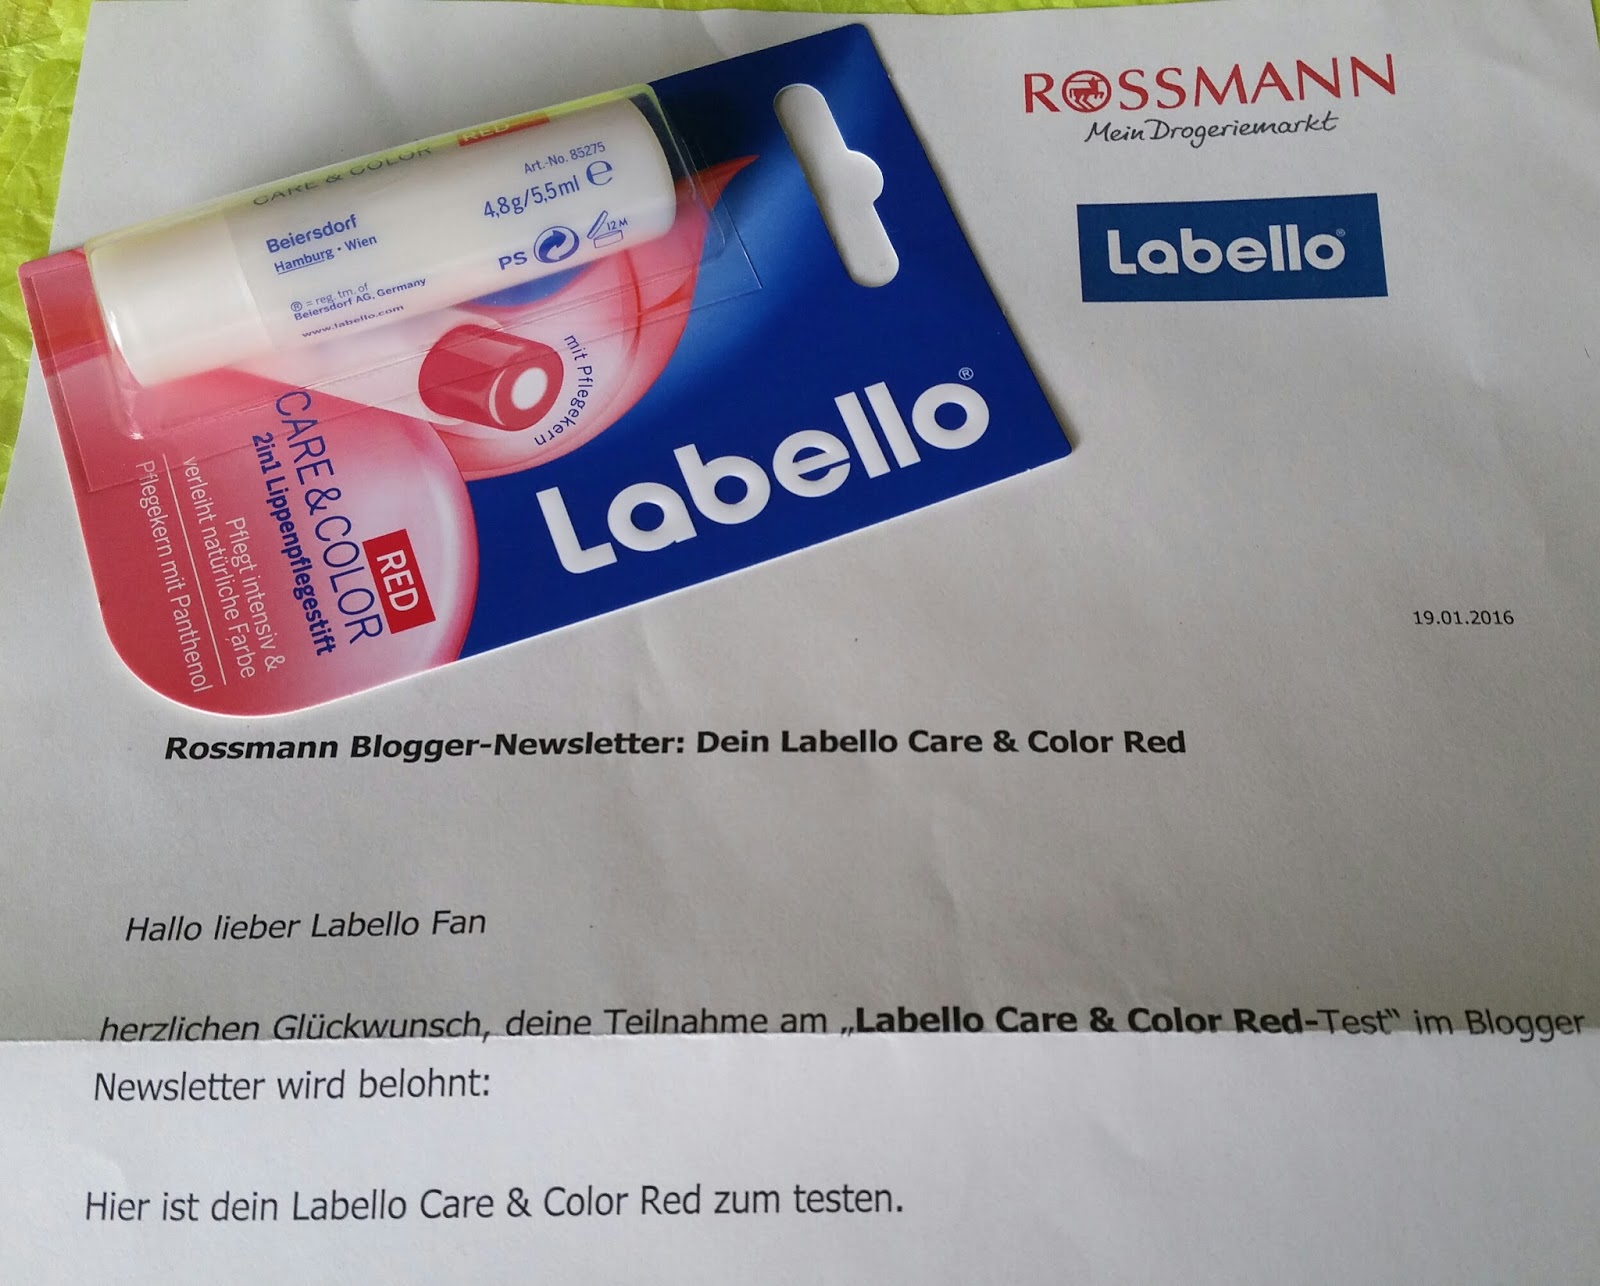 ROSSMANN
Mein Drogeriemarkt
Labello
CARE & COLOR RED
Beiersdorf
Hamburg • Wien
® = reg. tm. of
Beiersdorf AG, Germany
www.labello.com
Art.-No. 85275
4,8g/5,5ml ℮
PS
12M
mit Pflegekern
Labello®
CARE & COLOR
RED
2in1 Lippenpflegestift
Pflegt intensiv &
verleiht natürliche Farbe
Pflegekern mit Panthenol
19.01.2016
Rossmann Blogger-Newsletter: Dein Labello Care & Color Red
Hallo lieber Labello Fan
herzlichen Glückwunsch, deine Teilnahme am „Labello Care & Color Red-Test“ im Blogger
Newsletter wird belohnt:
Hier ist dein Labello Care & Color Red zum testen.